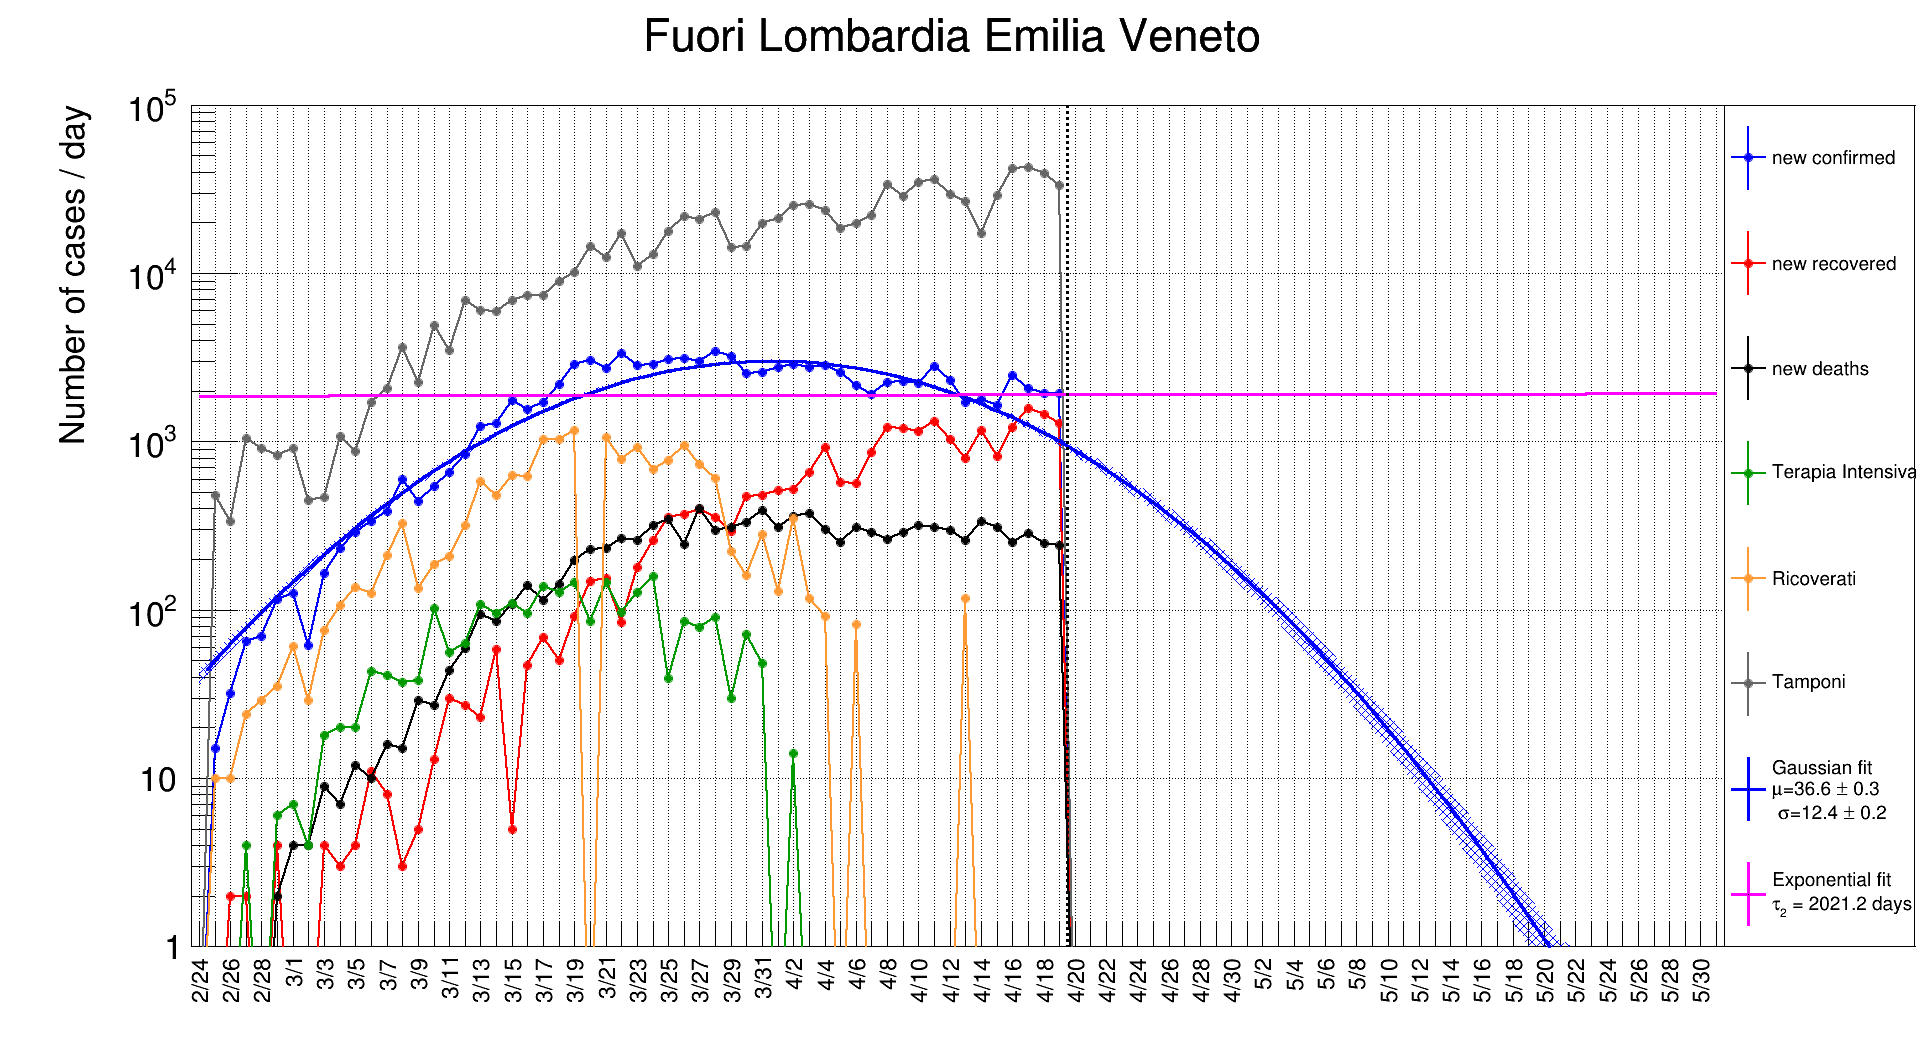 Fuori Lombardia Emilia Veneto
Number of cases / day
10^5
10^4
10^3
10^2
10
1
2/24 2/26 2/28 3/1 3/3 3/5 3/7 3/9 3/11 3/13 3/15 3/17 3/19 3/21 3/23 3/25 3/27 3/29 3/31 4/2 4/4 4/6 4/8 4/10 4/12 4/14 4/16 4/18 4/20 4/22 4/24 4/26 4/28 4/30 5/2 5/4 5/6 5/8 5/10 5/12 5/14 5/16 5/18 5/20 5/22 5/24 5/26 5/28 5/30
new confirmed
new recovered
new deaths
Terapia Intensiva
Ricoverati
Tamponi
Gaussian fit
μ=36.6 ± 0.3
σ=12.4 ± 0.2
Exponential fit
τ₂ = 2021.2 days